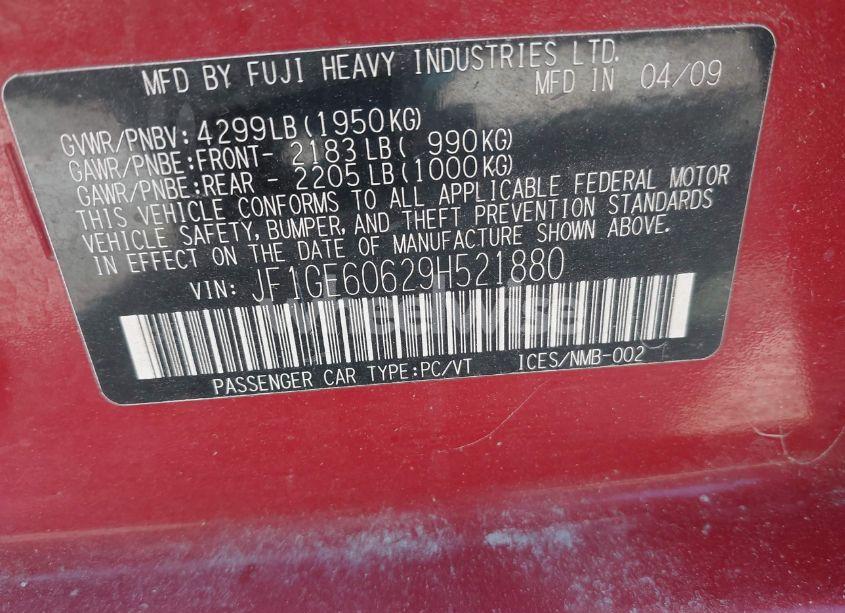 MFD BY FUJI HEAVY INDUSTRIES LTD.
MFD IN 04/09
GVWR/PNBV: 4299LB (1950KG)
GAWR/PNBE:FRONT- 2183 LB( 990KG)
GAWR/PNBE:REAR - 2205 LB(1000KG)
THIS VEHICLE CONFORMS TO ALL APPLICABLE FEDERAL MOTOR
VEHICLE SAFETY, BUMPER, AND THEFT PREVENTION STANDARDS
IN EFFECT ON THE DATE OF MANUFACTURE SHOWN ABOVE.
VIN: JF1GE60629H521880
wheelwise
PASSENGER CAR TYPE:PC/VT ICES/NMB-002